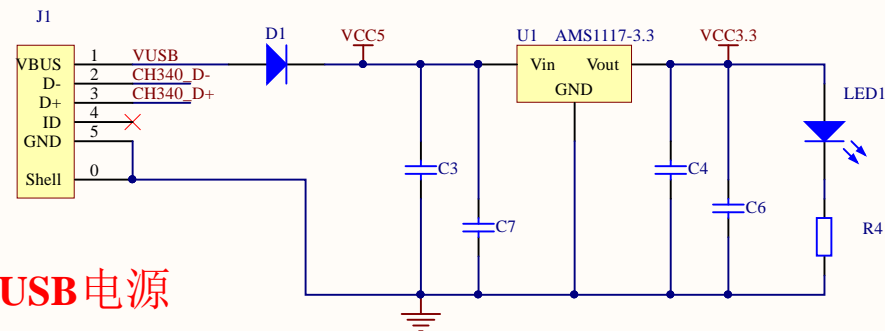 J1
VBUS 1 VUSB
D- 2 CH340_D-
D+ 3 CH340_D+
ID 4
GND 5
Shell 0
D1
VCC5
U1 AMS1117-3.3
Vin Vout
GND
VCC3.3
LED1
C3
C7
C4
C6
R4
USB电源